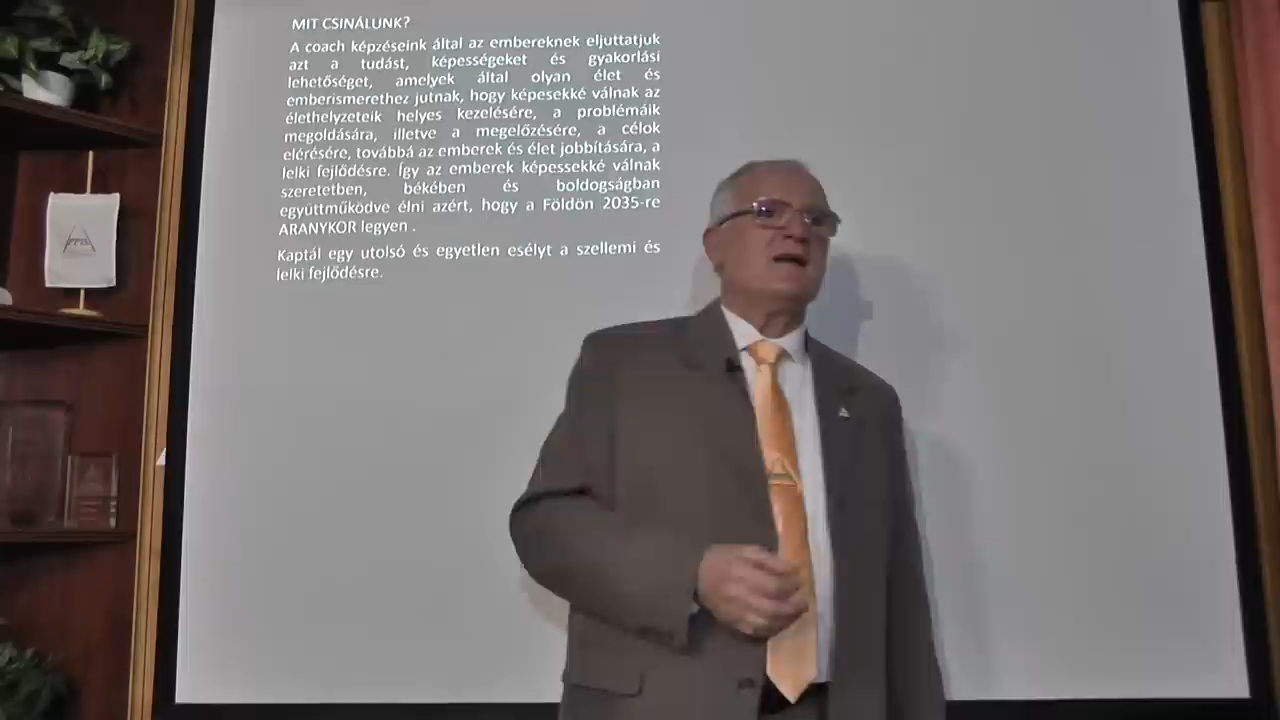 MIT CSINÁLUNK?
A coach képzéseink által az embereknek eljuttatjuk
azt a tudást, képességeket és gyakorlási
lehetőséget, amelyek által olyan élet és
emberismerethez jutnak, hogy képesekké válnak az
élethelyzeteik helyes kezelésére, a problémáik
megoldására, illetve a megelőzésére, a célok
elérésére, továbbá az emberek és élet jobbítására, a
lelki fejlődésre. Így az emberek képessekké válnak
szeretetben, békében és boldogságban
együttműködve élni azért, hogy a Földön 2035-re
ARANYKOR legyen .
Kaptál egy utolsó és egyetlen esélyt a szellemi és
lelki fejlődésre.